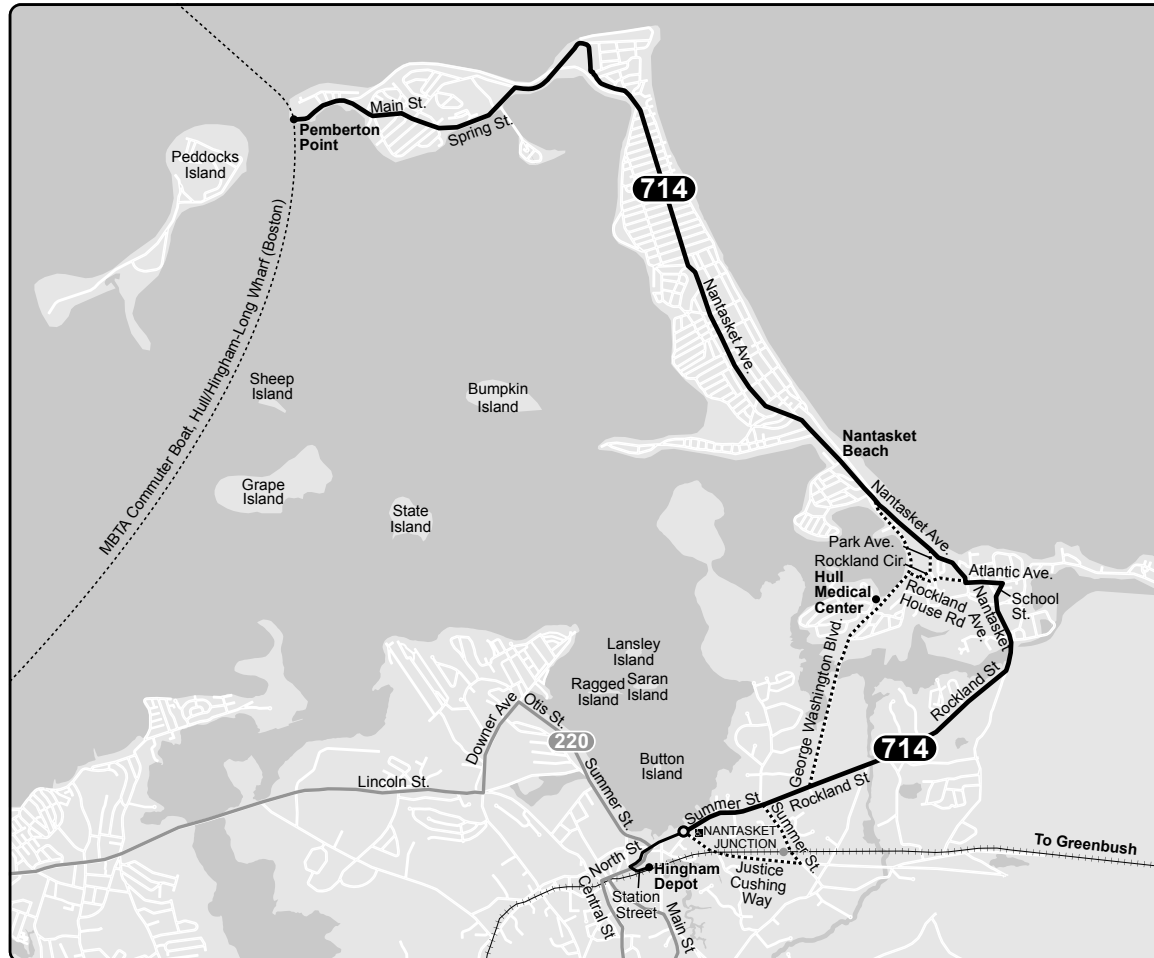 Main St.
Pemberton
Point
Spring St.
Peddocks
Island
714
MBTA Commuter Boat, Hull/Hingham-Long Wharf (Boston)
Nantasket Ave.
Sheep
Island
Bumpkin
Island
Nantasket
Beach
Grape
Island
State
Island
Nantasket Ave.
Park Ave.
Rockland Cir.
Hull
Medical
Center
Atlantic Ave.
School
St.
Nantasket
Ave.
Rockland
House Rd
Lansley
Island
Ragged
Island
Saran
Island
George Washington Blvd.
Rockland St
Downer Ave
Otis St.
220
714
Button
Island
Lincoln St.
Summer St.
Rockland St
Summer St
NANTASKET
JUNCTION
Summer St.
North St
To Greenbush
Hingham
Depot
Justice
Cushing
Way
Station
Street
Central St
Main St